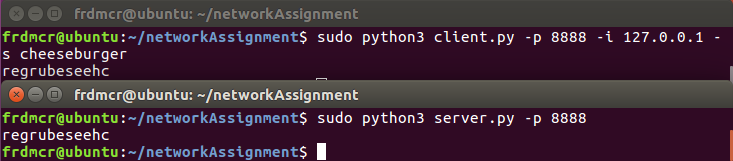 frdmcr@ubuntu: ~/networkAssignment
frdmcr@ubuntu:~/networkAssignment$ sudo python3 client.py -p 8888 -i 127.0.0.1 -
s cheeseburger
regrubeseehc
frdmcr@ubuntu: ~/networkAssignment
frdmcr@ubuntu:~/networkAssignment$ sudo python3 server.py -p 8888
regrubeseehc
frdmcr@ubuntu:~/networkAssignment$